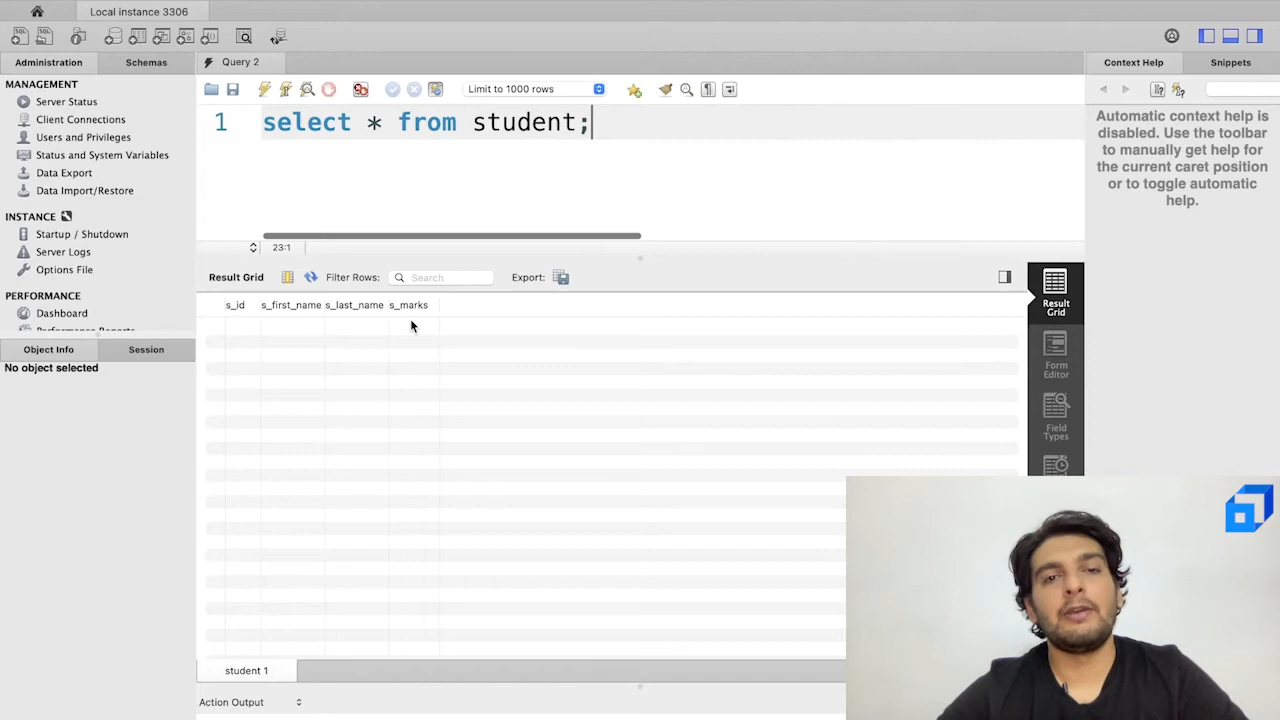 Local instance 3306
Administration
Schemas
Query 2
Context Help
Snippets
MANAGEMENT
Server Status
Client Connections
Users and Privileges
Status and System Variables
Data Export
Data Import/Restore
INSTANCE
Startup / Shutdown
Server Logs
Options File
PERFORMANCE
Dashboard
Performance Reports
Object Info
Session
No object selected
Limit to 1000 rows
1 select * from student;
23:1
Result Grid
Filter Rows:
Search
Export:
s_id s_first_name s_last_name s_marks
Result
Grid
Form
Editor
Field
Types
student 1
Action Output
Automatic context help is
disabled. Use the toolbar
to manually get help for
the current caret position
or to toggle automatic
help.